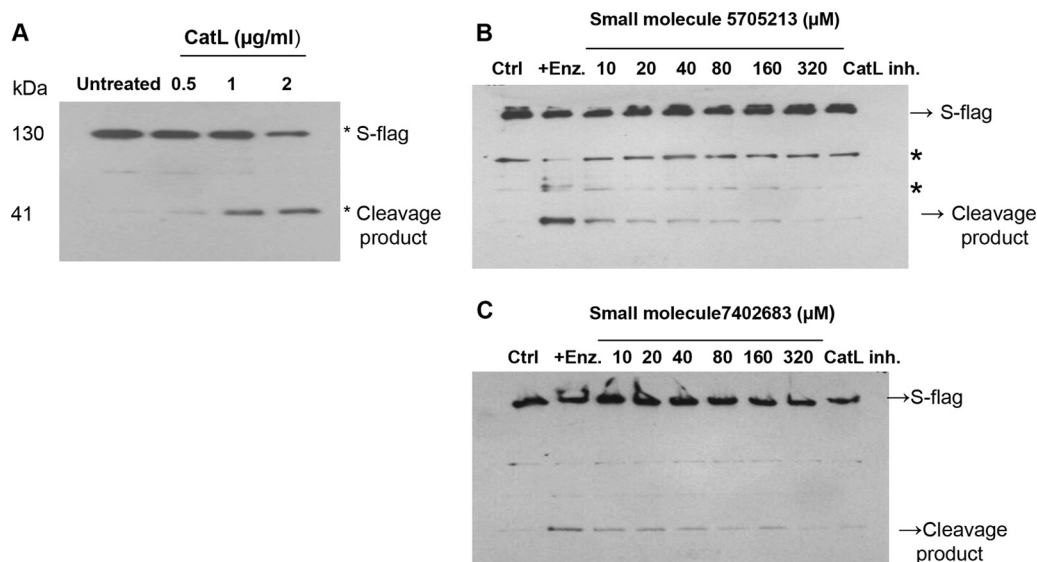 A
CatL (µg/ml)
kDa
Untreated 0.5 1 2
130
* S-flag
41
* Cleavage
product
B
Small molecule 5705213 (µM)
Ctrl +Enz. 10 20 40 80 160 320 CatL inh.
→ S-flag
*
*
→ Cleavage
product
C
Small molecule7402683 (µM)
Ctrl +Enz. 10 20 40 80 160 320 CatL inh.
→S-flag
→Cleavage
product